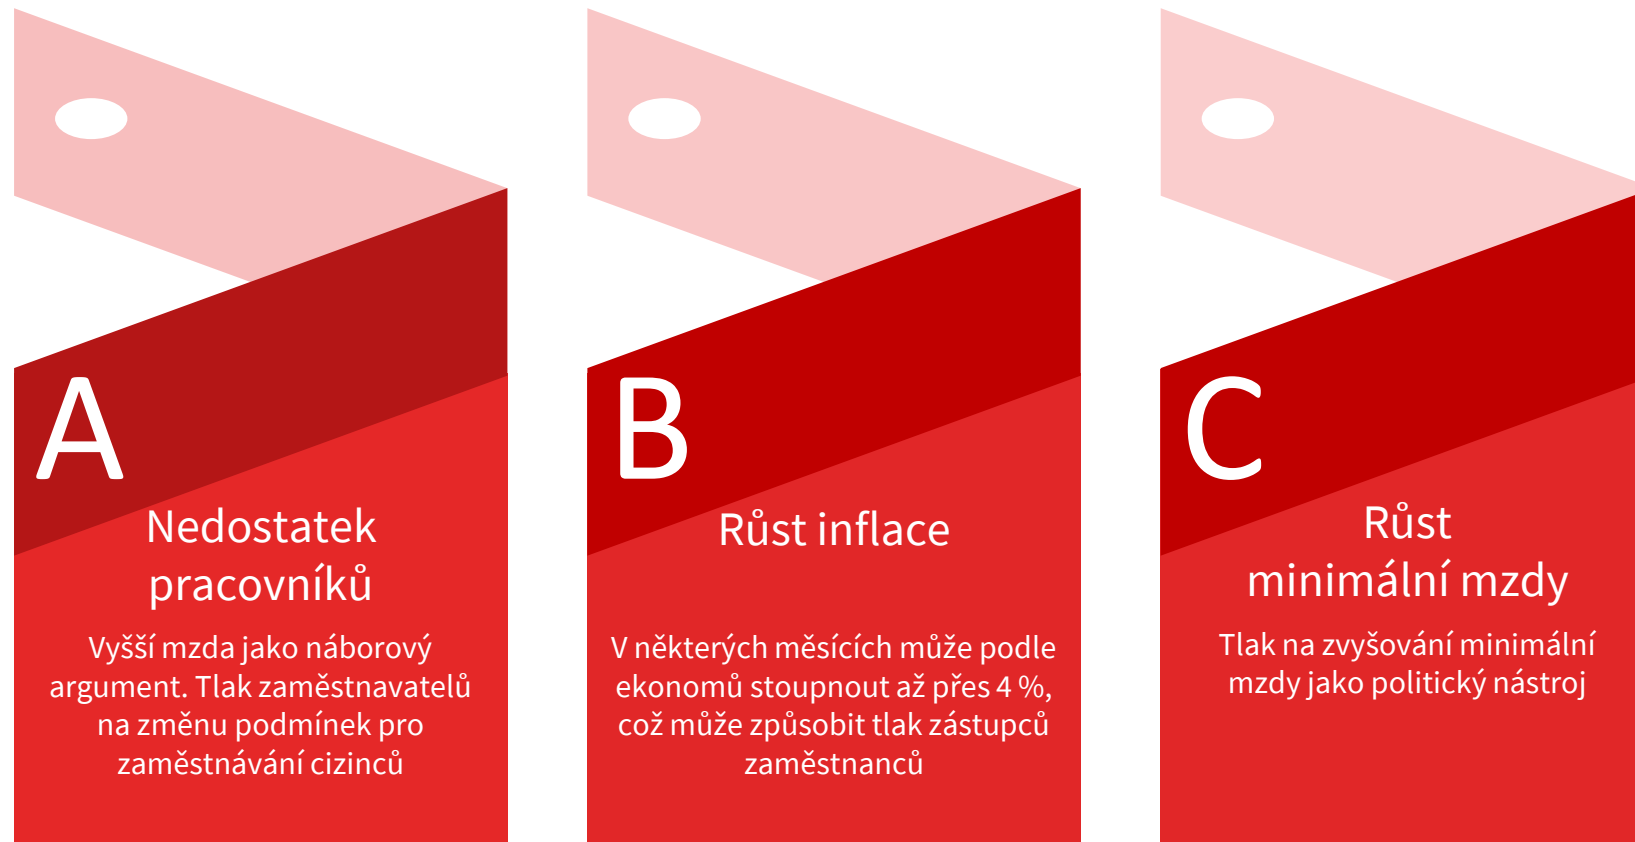 A
Nedostatek
pracovníků
Vyšší mzda jako náborový
argument. Tlak zaměstnavatelů
na změnu podmínek pro
zaměstnávání cizinců
B
Růst inflace
V některých měsících může podle
ekonomů stoupnout až přes 4 %,
což může způsobit tlak zástupců
zaměstnanců
C
Růst
minimální mzdy
Tlak na zvyšování minimální
mzdy jako politický nástroj